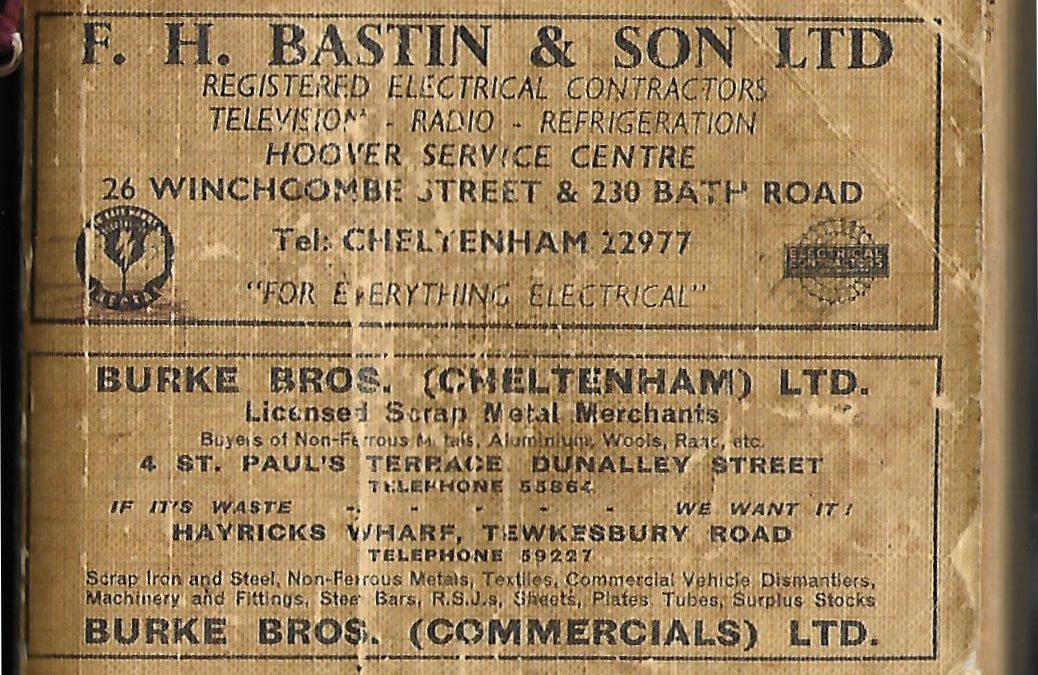 F. H. BASTIN & SON LTD
REGISTERED ELECTRICAL CONTRACTORS
TELEVISION - RADIO - REFRIGERATION
HOOVER SERVICE CENTRE
26 WINCHCOMBE STREET & 230 BATH ROAD
Tel: CHELTENHAM 22977
ELECTRICAL
CONTRACTORS
"FOR EVERYTHING ELECTRICAL"
BURKE BROS. (CHELTENHAM) LTD.
Licensed Scrap Metal Merchants
Buyers of Non-Ferrous Metals, Aluminium, Wools, Rags, etc.
4 ST. PAUL'S TERRACE DUNALLEY STREET
TELEPHONE 55864
IF IT'S WASTE - - - - - WE WANT IT!
HAYRICKS WHARF, TEWKESBURY ROAD
TELEPHONE 59227
Scrap Iron and Steel, Non-Ferrous Metals, Textiles, Commercial Vehicle Dismantlers,
Machinery and Fittings, Steel Bars, R.S.J.s, Sheets, Plates Tubes, Surplus Stocks
BURKE BROS. (COMMERCIALS) LTD.